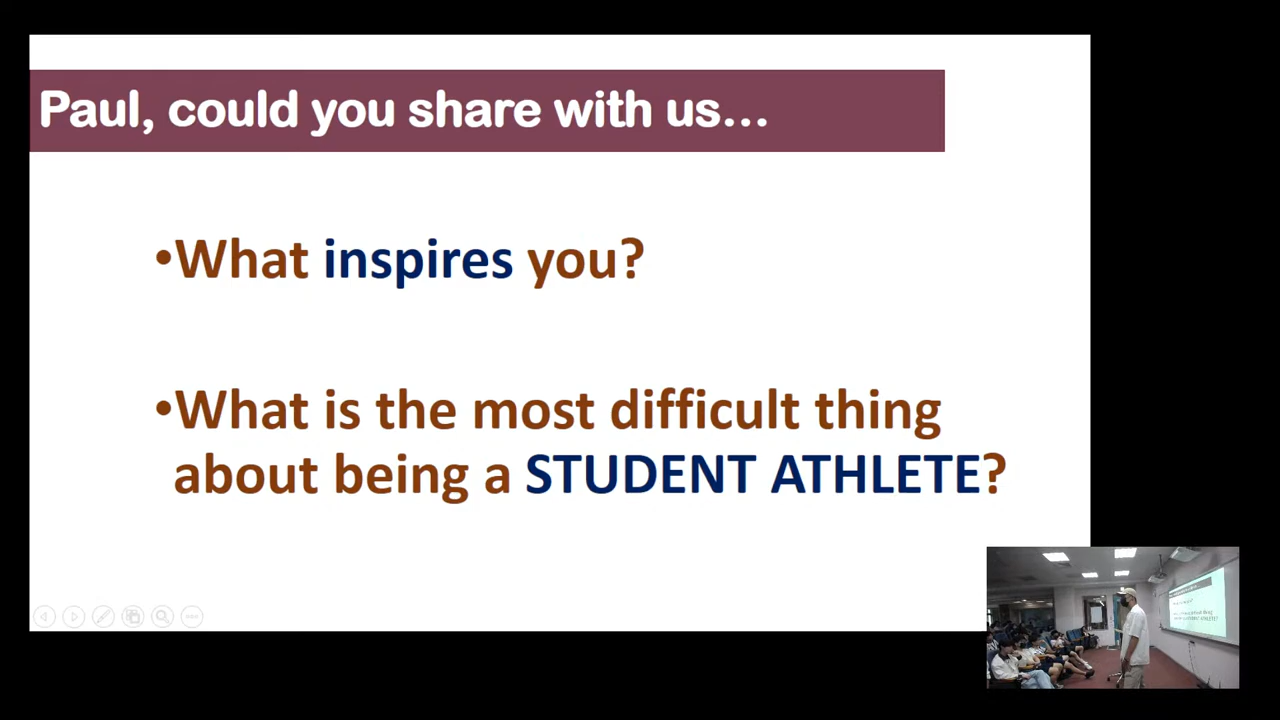 Paul, could you share with us...
•What inspires you?
•What is the most difficult thing
about being a STUDENT ATHLETE?